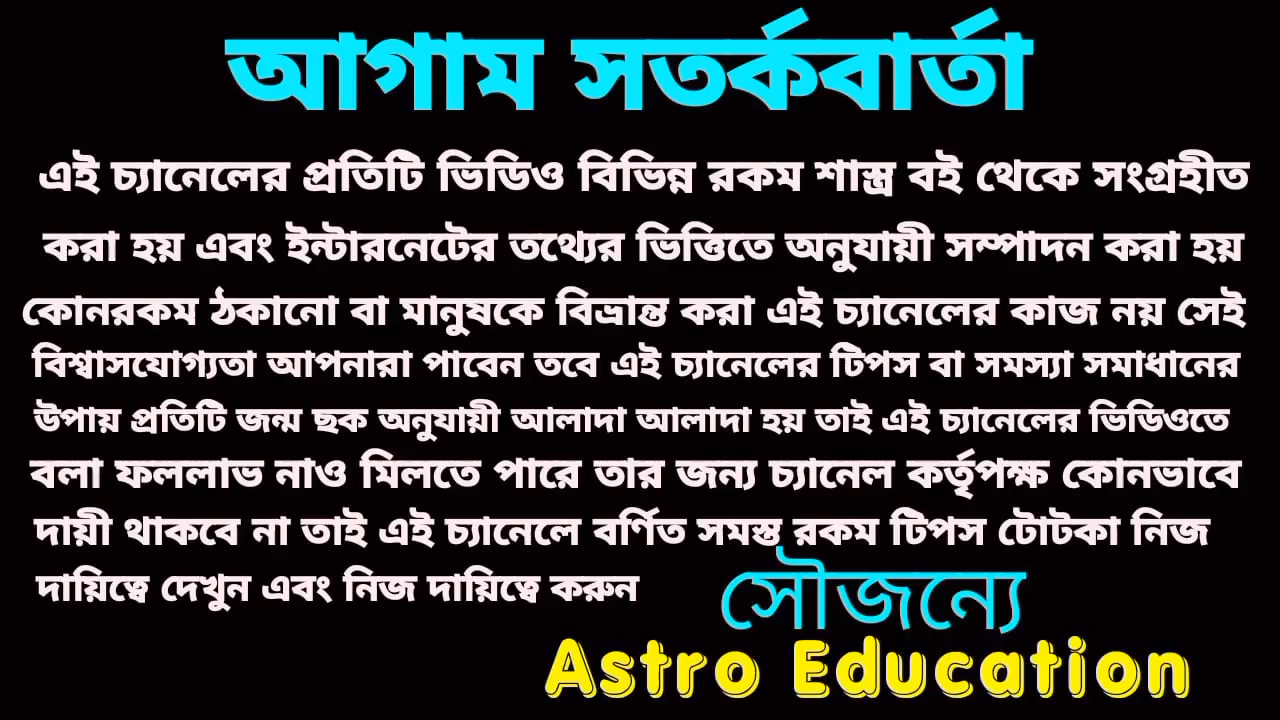 আগাম সতর্কবার্তা
এই চ্যানেলের প্রতিটি ভিডিও বিভিন্ন রকম শাস্ত্র বই থেকে সংগ্রহীত
করা হয় এবং ইন্টারনেটের তথ্যের ভিত্তিতে অনুযায়ী সম্পাদন করা হয়
কোনরকম ঠকানো বা মানুষকে বিভ্রান্ত করা এই চ্যানেলের কাজ নয় সেই
বিশ্বাসযোগ্যতা আপনারা পাবেন তবে এই চ্যানেলের টিপস বা সমস্যা সমাধানের
উপায় প্রতিটি জন্ম ছক অনুযায়ী আলাদা আলাদা হয় তাই এই চ্যানেলের ভিডিওতে
বলা ফললাভ নাও মিলতে পারে তার জন্য চ্যানেল কর্তৃপক্ষ কোনভাবে
দায়ী থাকবে না তাই এই চ্যানেলে বর্ণিত সমস্ত রকম টিপস টোটকা নিজ
দায়িত্বে দেখুন এবং নিজ দায়িত্বে করুন
সৌজন্যে
Astro Education